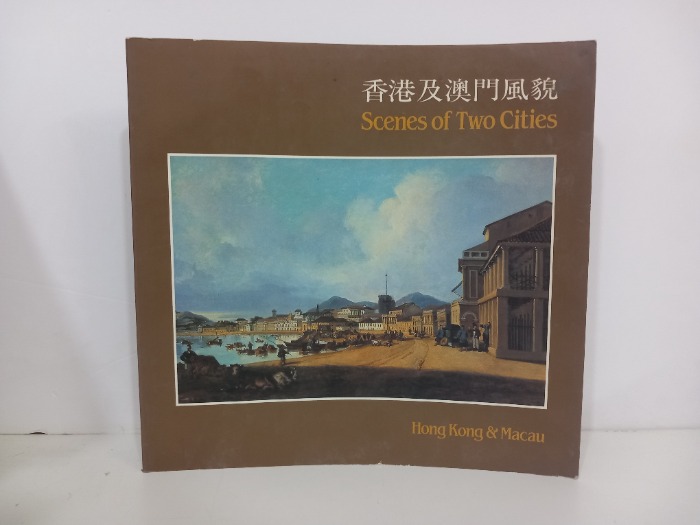 香港及澳門風貌
Scenes of Two Cities
Hong Kong & Macau